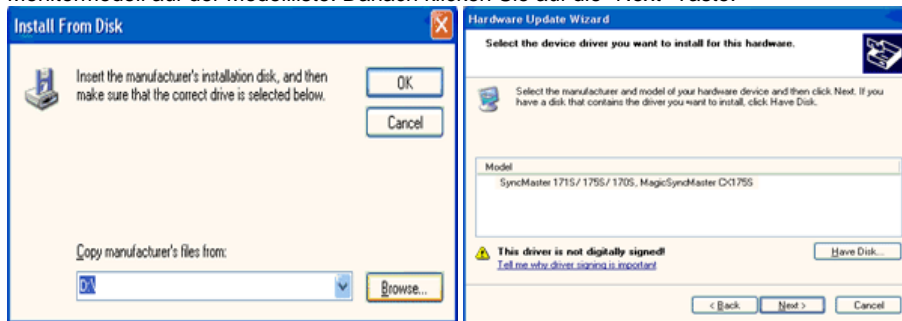 Monitormodell auf der Modellliste. Danach klicken Sie auf die "Next"-Taste.
Install From Disk
Insert the manufacturer's installation disk, and then
make sure that the correct drive is selected below.
OK
Cancel
Copy manufacturer's files from:
D:\
Browse...
Hardware Update Wizard
Select the device driver you want to install for this hardware.
Select the manufacturer and model of your hardware device and then click Next. If you
have a disk that contains the driver you want to install, click Have Disk.
Model
SyncMaster 171S/ 175S/ 170S, MagicSyncMaster CX175S
This driver is not digitally signed!
Tell me why driver signing is important
Have Disk...
< Back
Next >
Cancel